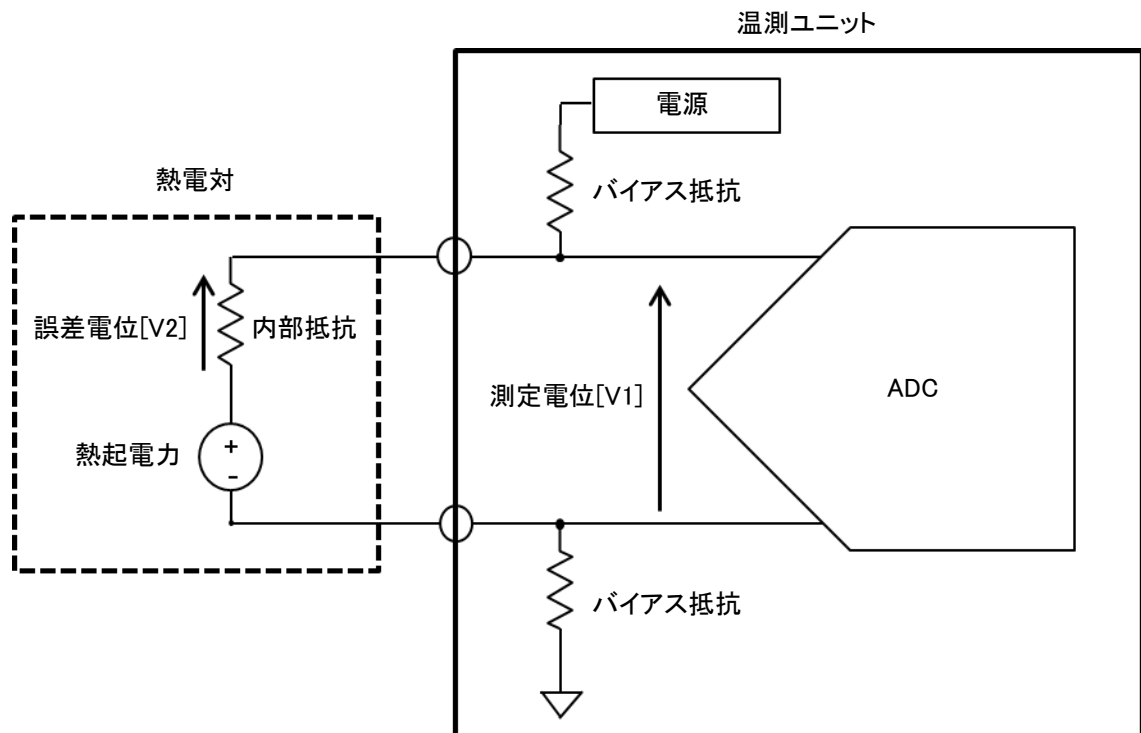 温測ユニット
電源
熱電対
バイアス抵抗
誤差電位[V2]
内部抵抗
測定電位[V1]
ADC
熱起電力
+
-
バイアス抵抗